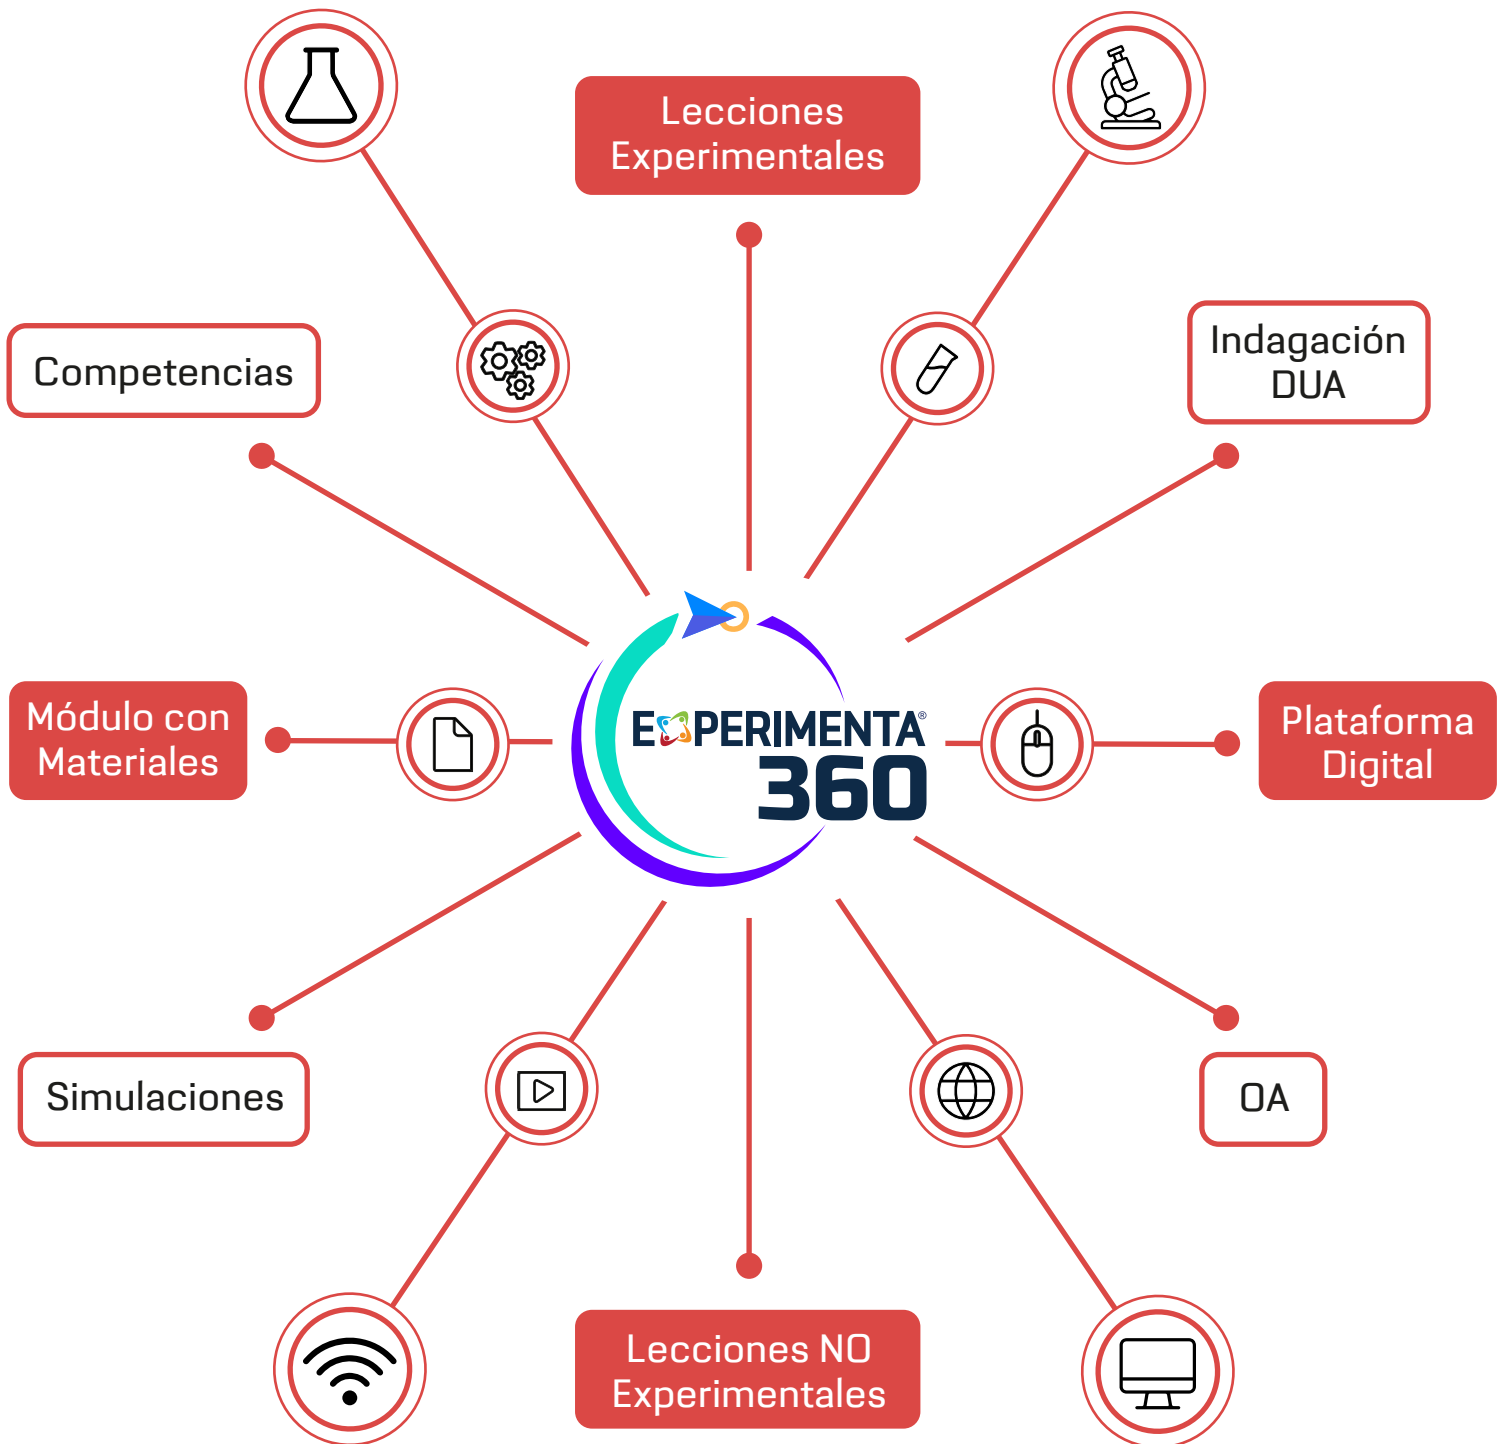 Lecciones
Experimentales
Competencias
Indagación
DUA
Módulo con
Materiales
EXPERIMENTA®
360
Plataforma
Digital
Simulaciones
OA
Lecciones NO
Experimentales